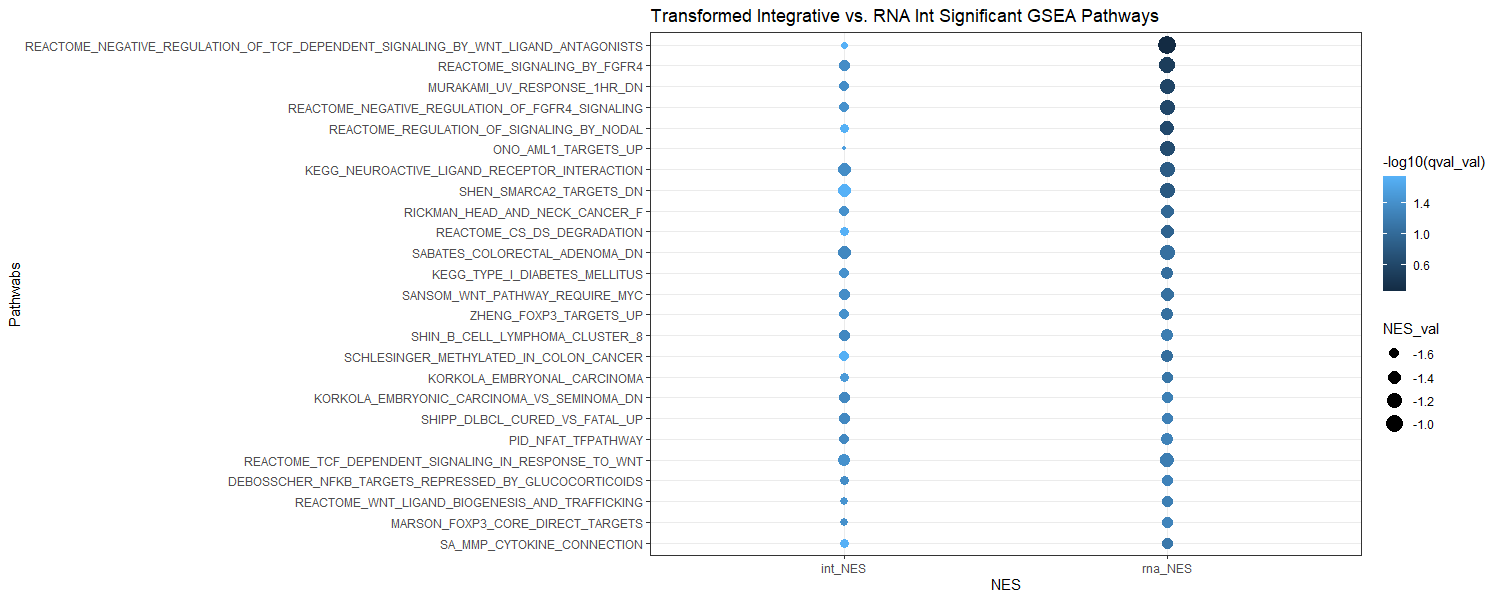 Transformed Integrative vs. RNA Int Significant GSEA Pathways
Pathwabs
REACTOME_NEGATIVE_REGULATION_OF_TCF_DEPENDENT_SIGNALING_BY_WNT_LIGAND_ANTAGONISTS
REACTOME_SIGNALING_BY_FGFR4
MURAKAMI_UV_RESPONSE_1HR_DN
REACTOME_NEGATIVE_REGULATION_OF_FGFR4_SIGNALING
REACTOME_REGULATION_OF_SIGNALING_BY_NODAL
ONO_AML1_TARGETS_UP
KEGG_NEUROACTIVE_LIGAND_RECEPTOR_INTERACTION
SHEN_SMARCA2_TARGETS_DN
RICKMAN_HEAD_AND_NECK_CANCER_F
REACTOME_CS_DS_DEGRADATION
SABATES_COLORECTAL_ADENOMA_DN
KEGG_TYPE_I_DIABETES_MELLITUS
SANSOM_WNT_PATHWAY_REQUIRE_MYC
ZHENG_FOXP3_TARGETS_UP
SHIN_B_CELL_LYMPHOMA_CLUSTER_8
SCHLESINGER_METHYLATED_IN_COLON_CANCER
KORKOLA_EMBRYONAL_CARCINOMA
KORKOLA_EMBRYONIC_CARCINOMA_VS_SEMINOMA_DN
SHIPP_DLBCL_CURED_VS_FATAL_UP
PID_NFAT_TFPATHWAY
REACTOME_TCF_DEPENDENT_SIGNALING_IN_RESPONSE_TO_WNT
DEBOSSCHER_NFKB_TARGETS_REPRESSED_BY_GLUCOCORTICOIDS
REACTOME_WNT_LIGAND_BIOGENESIS_AND_TRAFFICKING
MARSON_FOXP3_CORE_DIRECT_TARGETS
SA_MMP_CYTOKINE_CONNECTION
int_NES
rna_NES
NES
-log10(qval_val)
1.4
1.0
0.6
NES_val
-1.6
-1.4
-1.2
-1.0